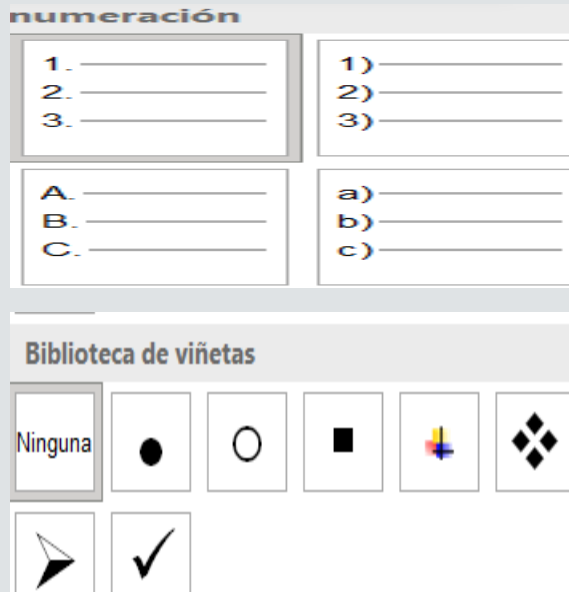 numeración
1.
2.
3.
1)
2)
3)
A.
B.
C.
a)
b)
c)
Biblioteca de viñetas
Ninguna